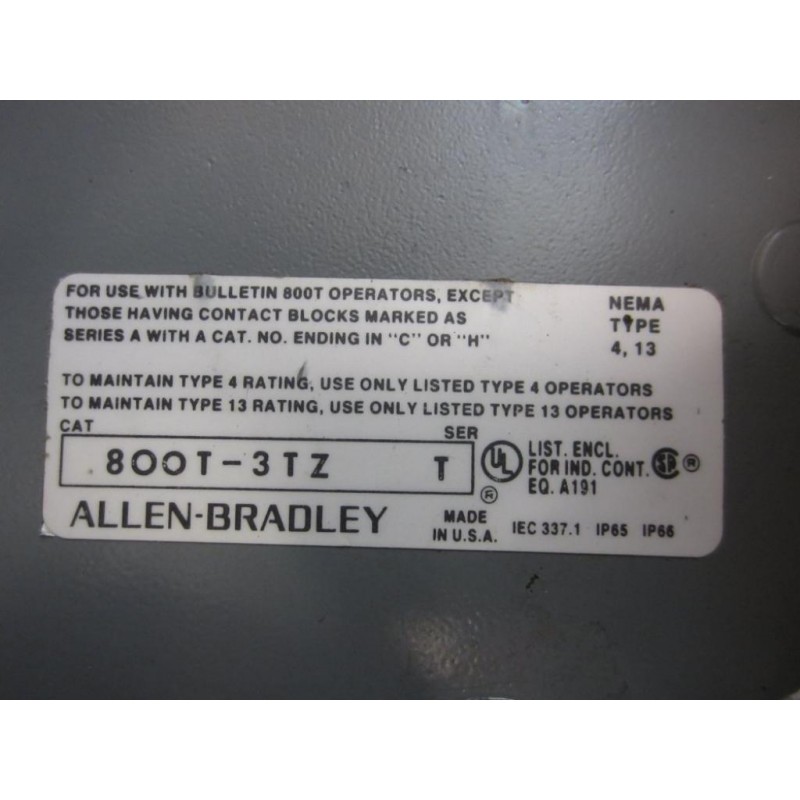 FOR USE WITH BULLETIN 800T OPERATORS, EXCEPT
THOSE HAVING CONTACT BLOCKS MARKED AS
SERIES A WITH A CAT. NO. ENDING IN "C" OR "H"
NEMA
TYPE
4, 13
TO MAINTAIN TYPE 4 RATING, USE ONLY LISTED TYPE 4 OPERATORS
TO MAINTAIN TYPE 13 RATING, USE ONLY LISTED TYPE 13 OPERATORS
CAT SER
800T-3TZ T
UL ®
LIST. ENCL.
FOR IND. CONT.
EQ. A191
SA ®
ALLEN-BRADLEY
MADE
IN U.S.A.
IEC 337.1 IP65 IP66